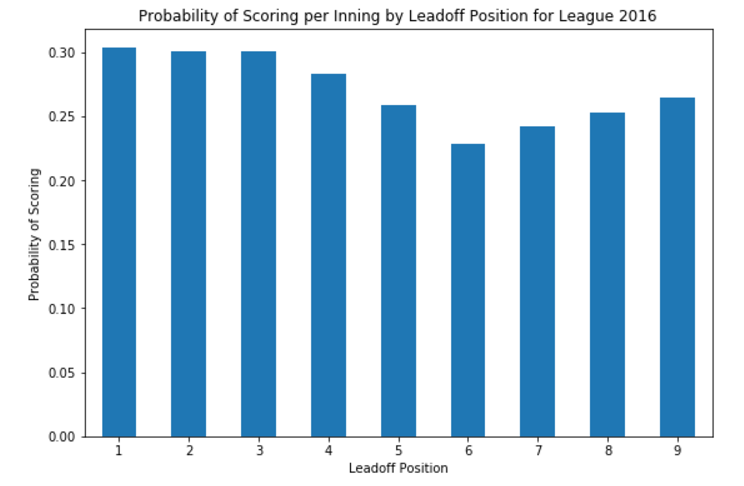 Probability of Scoring per Inning by Leadoff Position for League 2016
Probability of Scoring
0.30
0.25
0.20
0.15
0.10
0.05
0.00
1 2 3 4 5 6 7 8 9
Leadoff Position